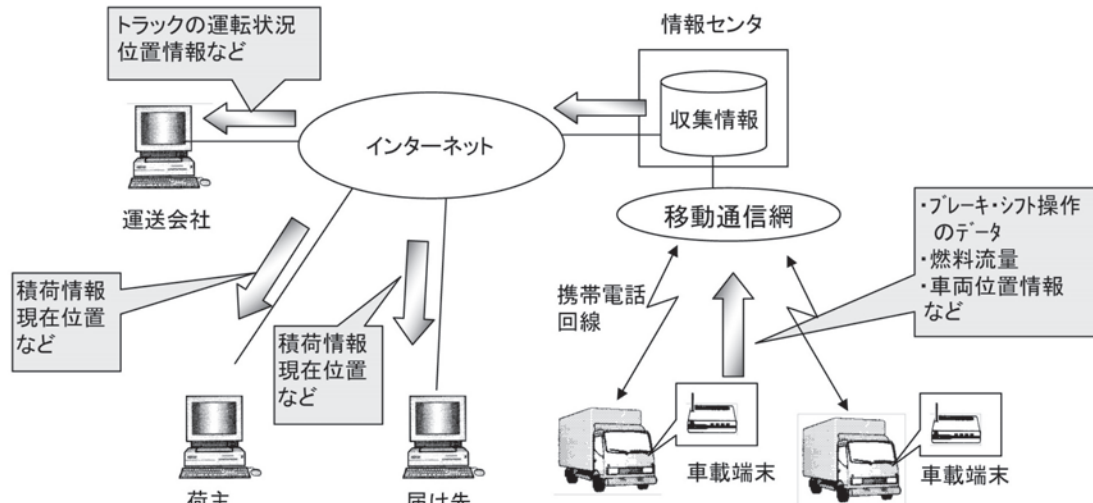 トラックの運転状況
位置情報など
情報センタ
収集情報
インターネット
運送会社
移動通信網
・ブレーキ・シフト操作
のデータ
・燃料流量
・車両位置情報
など
積荷情報
現在位置
など
積荷情報
現在位置
など
携帯電話
回線
車載端末
車載端末
荷主
届け先